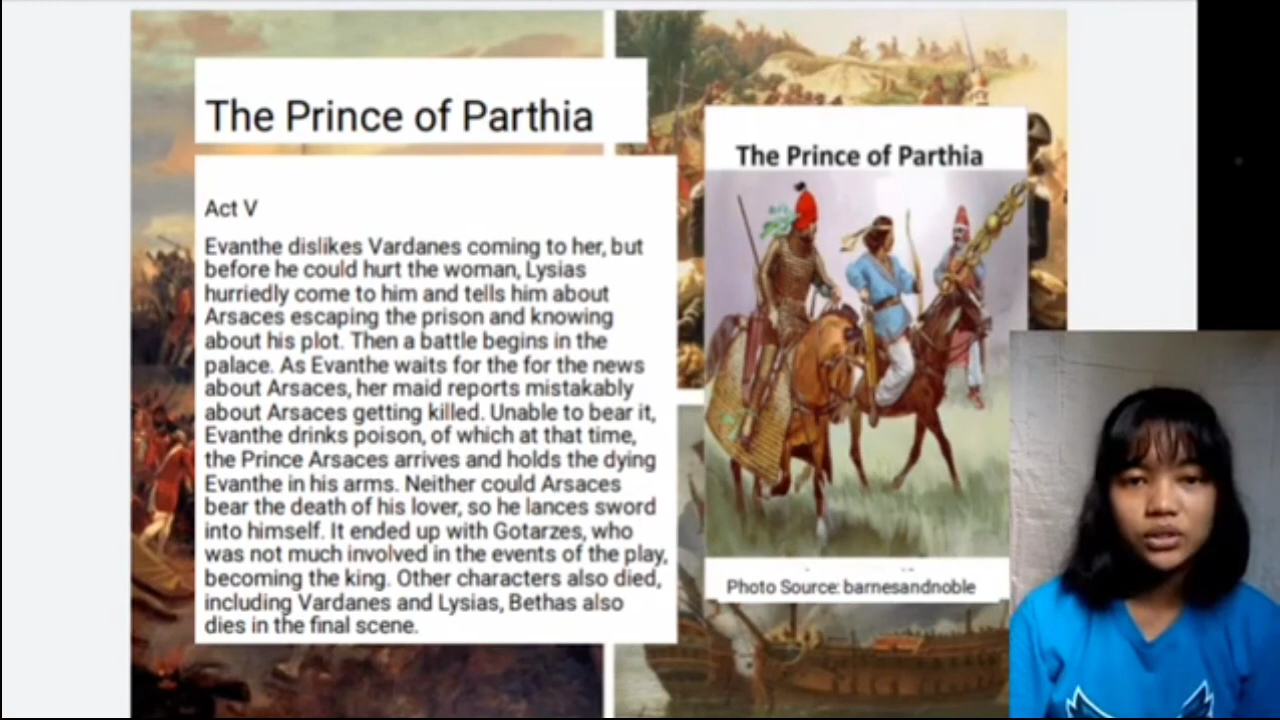 The Prince of Parthia
Act V
Evanthe dislikes Vardanes coming to her, but
before he could hurt the woman, Lysias
hurriedly come to him and tells him about
Arsaces escaping the prison and knowing
about his plot. Then a battle begins in the
palace. As Evanthe waits for the for the news
about Arsaces, her maid reports mistakably
about Arsaces getting killed. Unable to bear it,
Evanthe drinks poison, of which at that time,
the Prince Arsaces arrives and holds the dying
Evanthe in his arms. Neither could Arsaces
bear the death of his lover, so he lances sword
into himself. It ended up with Gotarzes, who
was not much involved in the events of the play,
becoming the king. Other characters also died,
including Vardanes and Lysias, Bethas also
dies in the final scene.
The Prince of Parthia
Photo Source: barnesandnoble